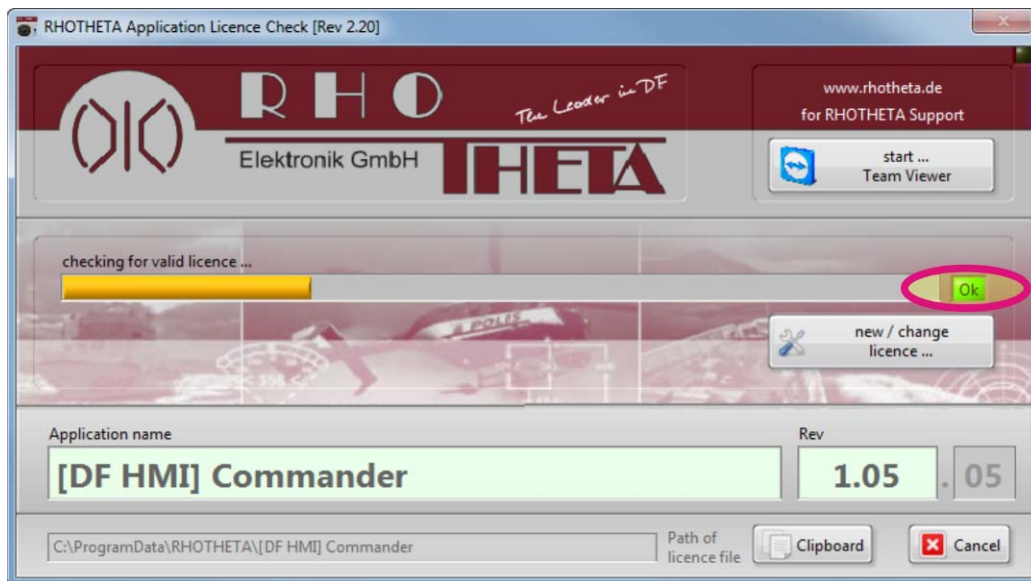 RHOTHETA Application Licence Check [Rev 2.20]
RHO
The Leader in DF
Elektronik GmbH
THETA
www.rhotheta.de
for RHOTHETA Support
start ...
Team Viewer
checking for valid licence ...
Ok
POLIS
new / change
licence ...
Application name
[DF HMI] Commander
Rev
1.05
.
05
C:\ProgramData\RHOTHETA\[DF HMI] Commander
Path of
licence file
Clipboard
Cancel